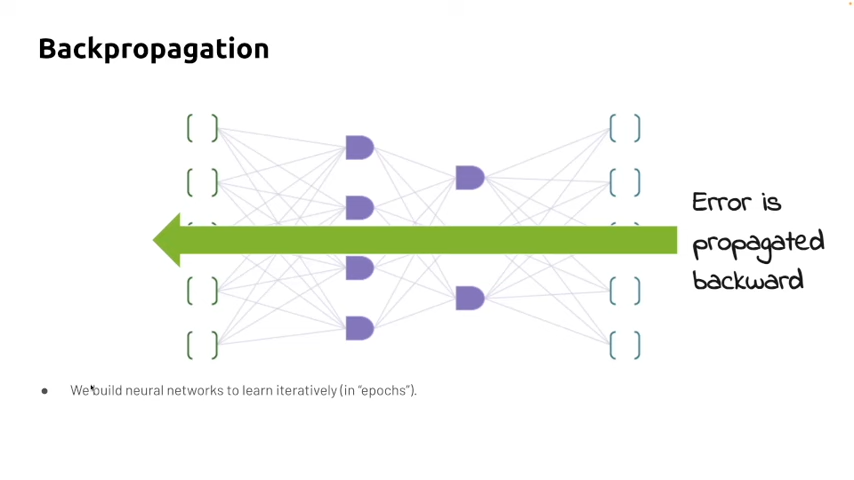 Backpropagation
Error is
propagated
backward
● We build neural networks to learn iteratively (in “epochs”).